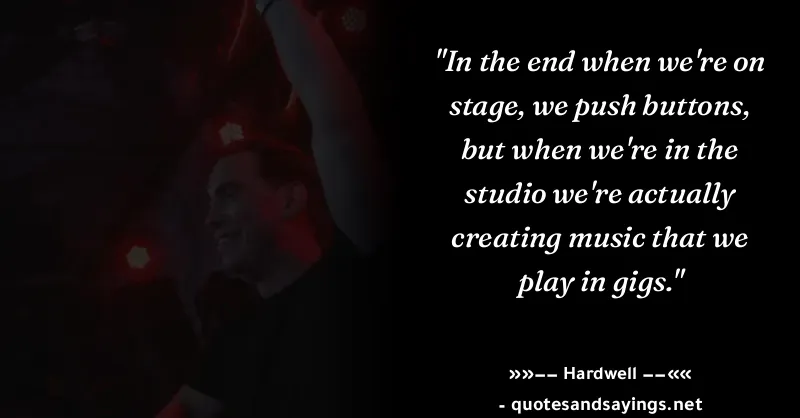 "In the end when we're on
stage, we push buttons,
but when we're in the
studio we're actually
creating music that we
play in gigs."
»»−− Hardwell −−««
- quotesandsayings.net